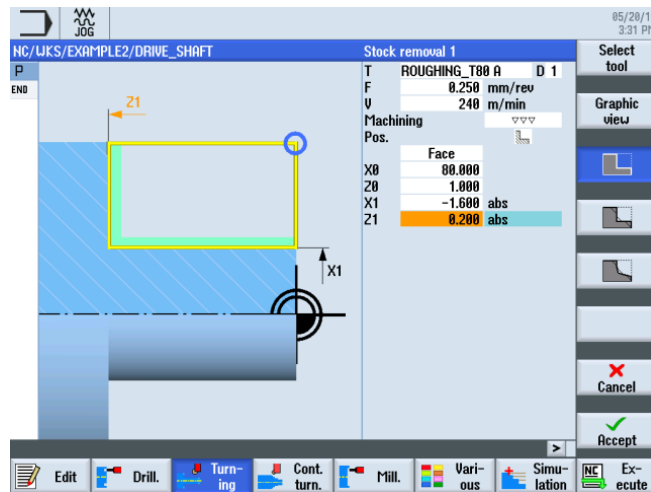 JOG
05/20/1
3:31 PM
NC/WKS/EXAMPLE2/DRIVE_SHAFT
Stock removal 1
Select
tool
P
END
T ROUGHING_T80 A D 1
F 0.250 mm/rev
V 240 m/min
Machining ▽▽▽
Pos.
Face
X0 80.000
Z0 1.000
X1 -1.600 abs
Z1 0.200 abs
Graphic
view
Z1
X1
Cancel
Accept
>
Edit
Drill.
Turn-
ing
Cont.
turn.
Mill.
Vari-
ous
Simu-
lation
NC
Ex-
ecute